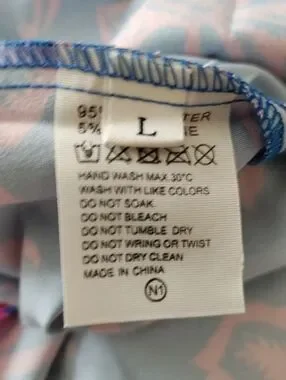 95
L
TER
5%
NE
HAND WASH MAX 30°C
WASH WITH LIKE COLORS
DO NOT SOAK
DO NOT BLEACH
DO NOT TUMBLE DRY
DO NOT WRING OR TWIST
DO NOT DRY CLEAN
MADE IN CHINA
N1